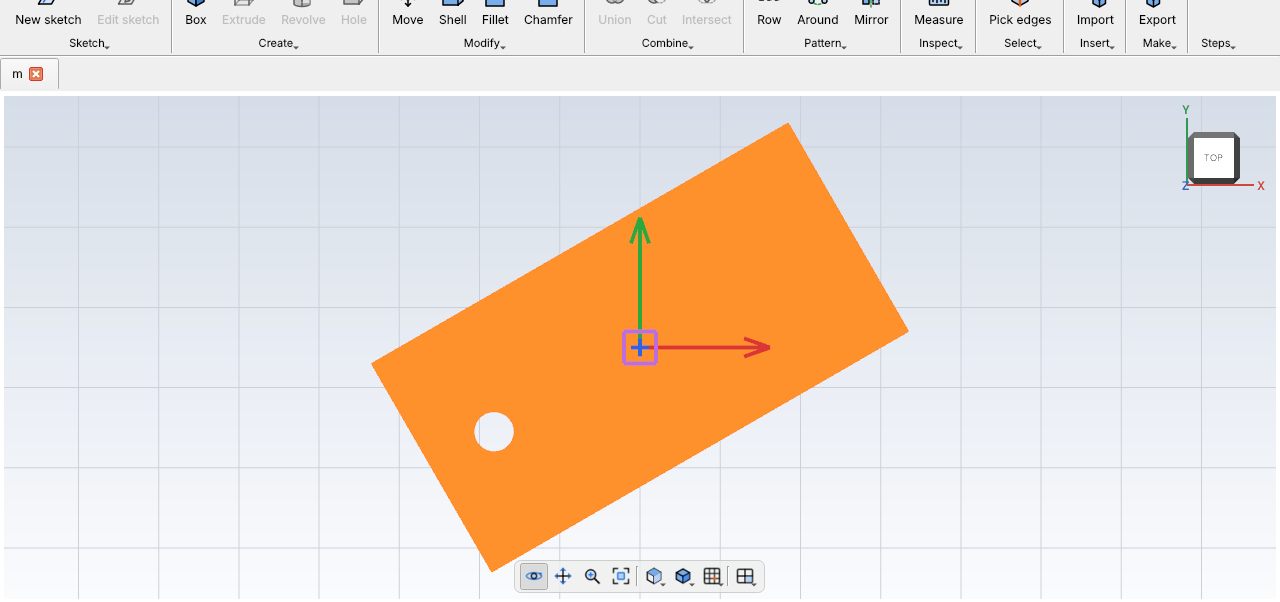 New sketch Edit sketch Box Extrude Revolve Hole Move Shell Fillet Chamfer Union Cut Intersect Row Around Mirror Measure Pick edges Import Export
Sketch Create Modify Combine Pattern Inspect Select Insert Make Steps
m
Y
TOP
Z X